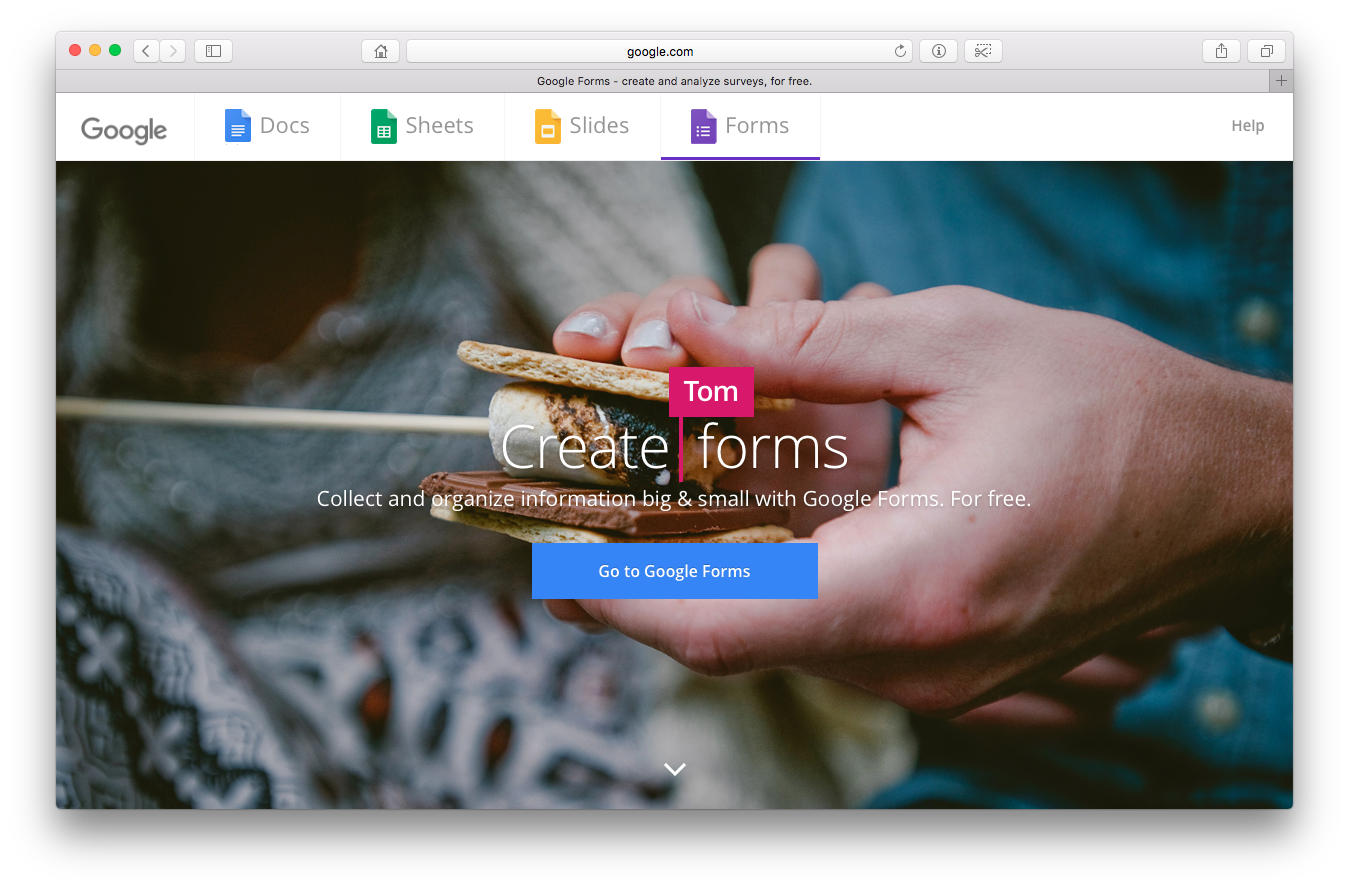 google.com
Google Forms - create and analyze surveys, for free.
Google Docs Sheets Slides Forms Help
Tom
Create forms
Collect and organize information big & small with Google Forms. For free.
Go to Google Forms